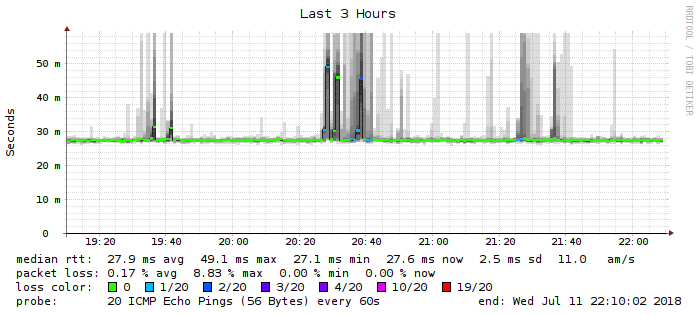 Last 3 Hours
RRDTOOL / TOBI OETIKER
Seconds
50 m
40 m
30 m
20 m
10 m
0
19:20 19:40 20:00 20:20 20:40 21:00 21:20 21:40 22:00
median rtt: 27.9 ms avg 49.1 ms max 27.1 ms min 27.6 ms now 2.5 ms sd 11.0 am/s
packet loss: 0.17 % avg 8.83 % max 0.00 % min 0.00 % now
loss color: 0 1/20 2/20 3/20 4/20 10/20 19/20
probe: 20 ICMP Echo Pings (56 Bytes) every 60s end: Wed Jul 11 22:10:02 2018